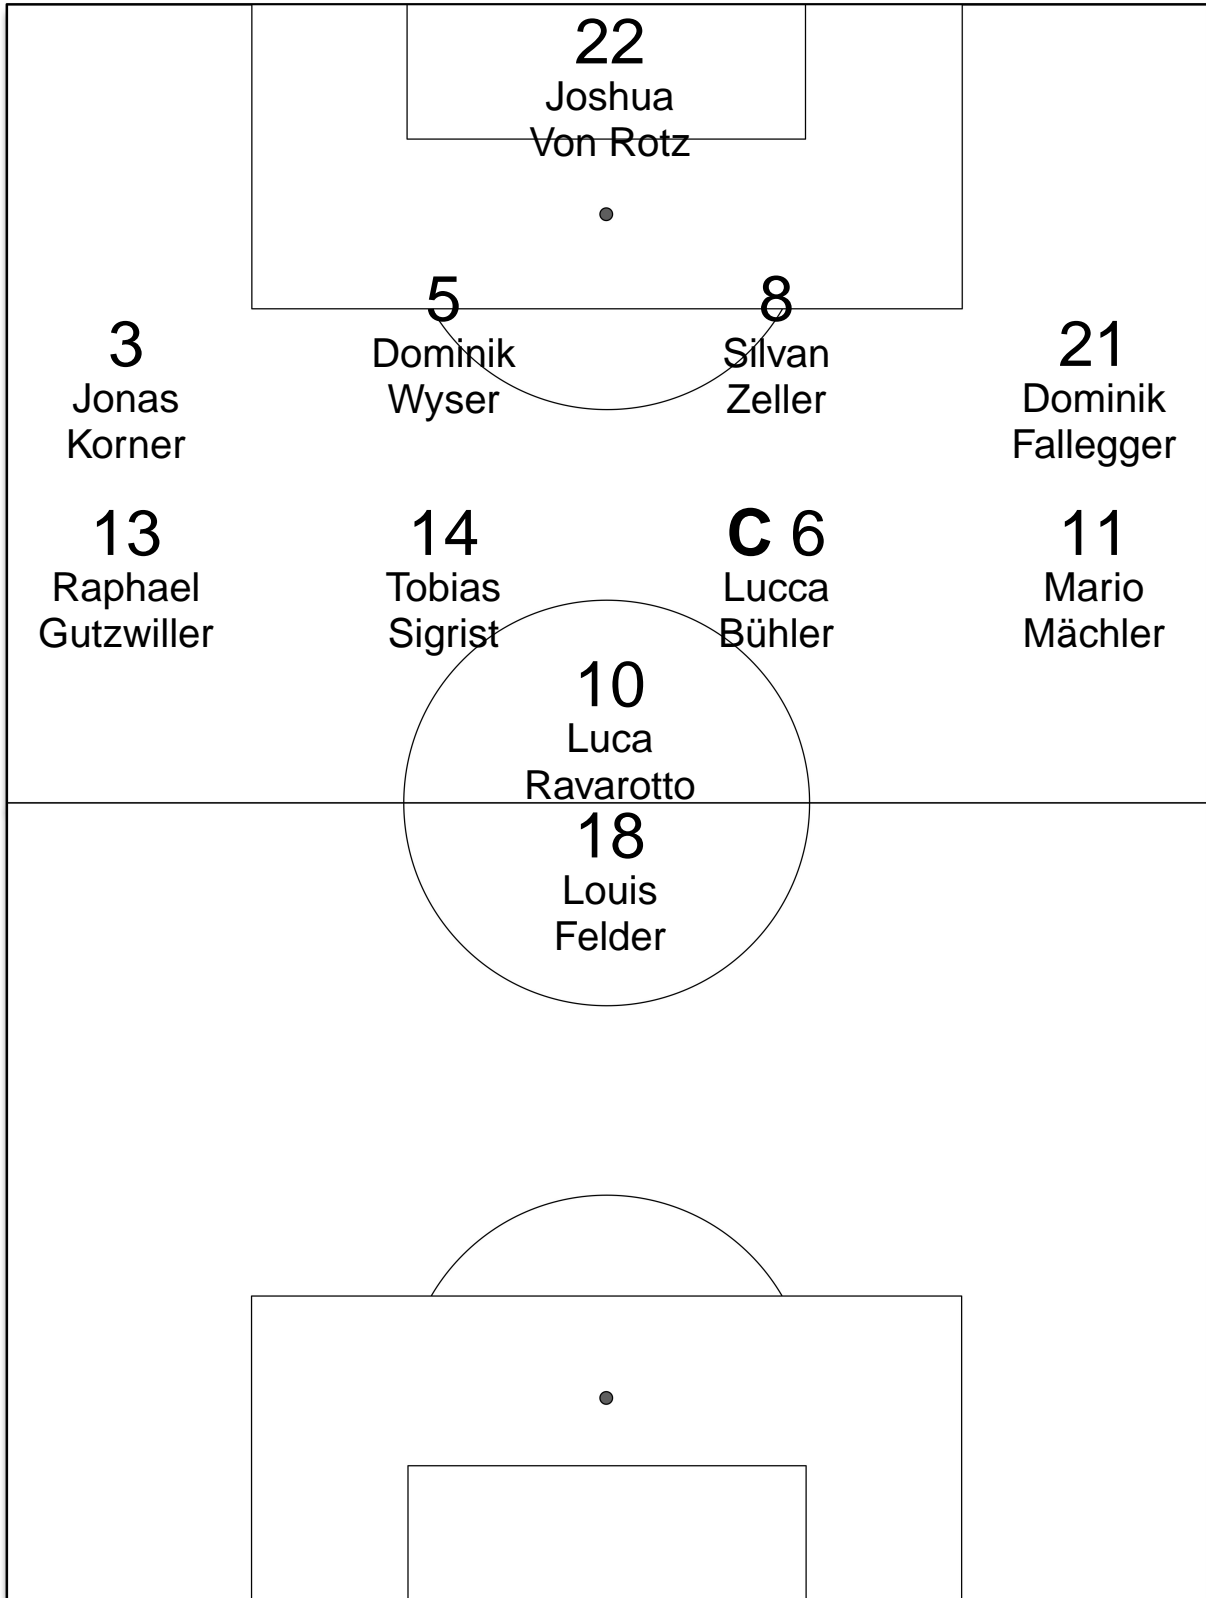 22
Joshua
Von Rotz
5
Dominik
Wyser
8
Silvan
Zeller
3
Jonas
Korner
21
Dominik
Fallegger
13
Raphael
Gutzwiller
14
Tobias
Sigrist
C 6
Lucca
Bühler
11
Mario
Mächler
10
Luca
Ravarotto
18
Louis
Felder